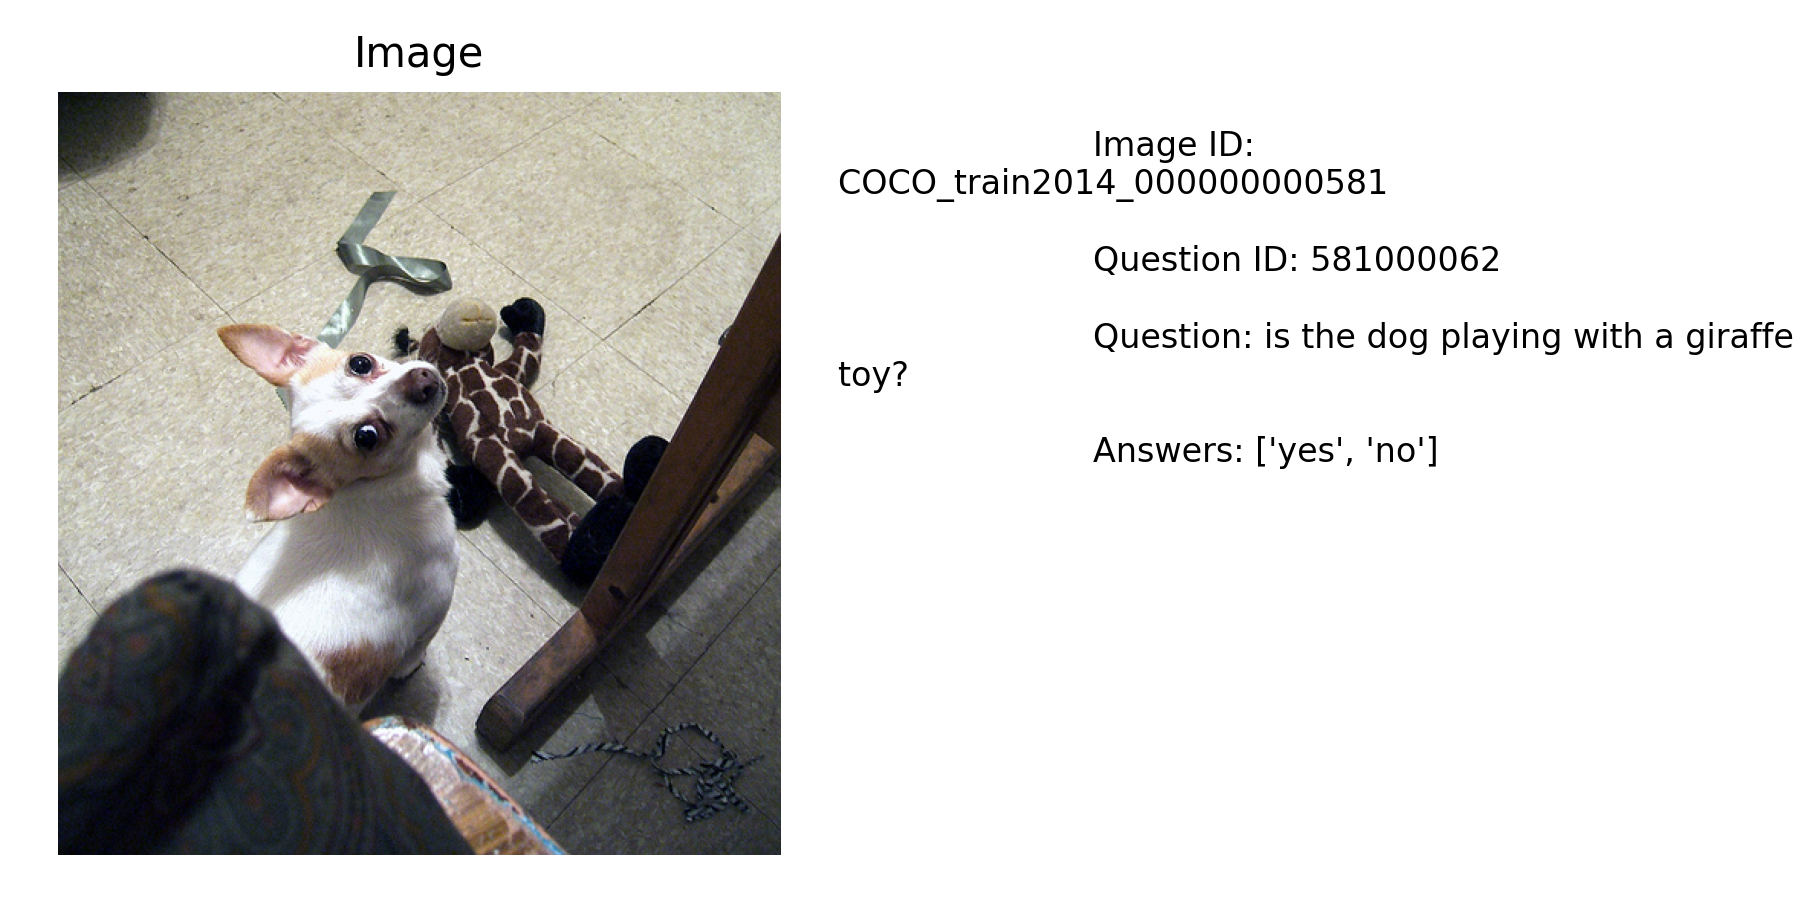 Image
Image ID:
COCO_train2014_000000000581
Question ID: 581000062
Question: is the dog playing with a giraffe
toy?
Answers: ['yes', 'no']